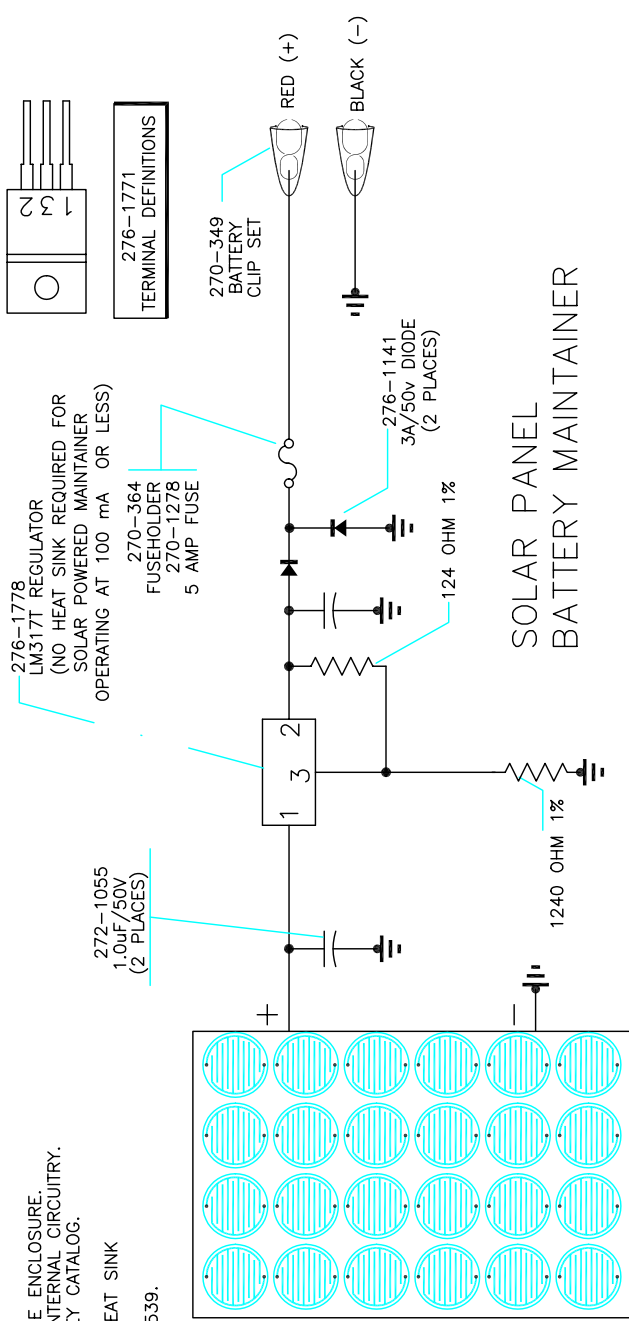 E ENCLOSURE.
NTERNAL CIRCUITRY.
Y CATALOG.
EAT SINK
539.
276-1778
LM317T REGULATOR
(NO HEAT SINK REQUIRED FOR
SOLAR POWERED MAINTAINER
OPERATING AT 100 mA OR LESS)
1 3 2
276-1771
TERMINAL DEFINITIONS
272-1055
1.0uF/50V
(2 PLACES)
270-364
FUSEHOLDER
270-1278
5 AMP FUSE
270-349
BATTERY
CLIP SET
RED (+)
BLACK (-)
+
-
1
2
3
276-1141
3A/50v DIODE
(2 PLACES)
124 OHM 1%
1240 OHM 1%
SOLAR PANEL
BATTERY MAINTAINER